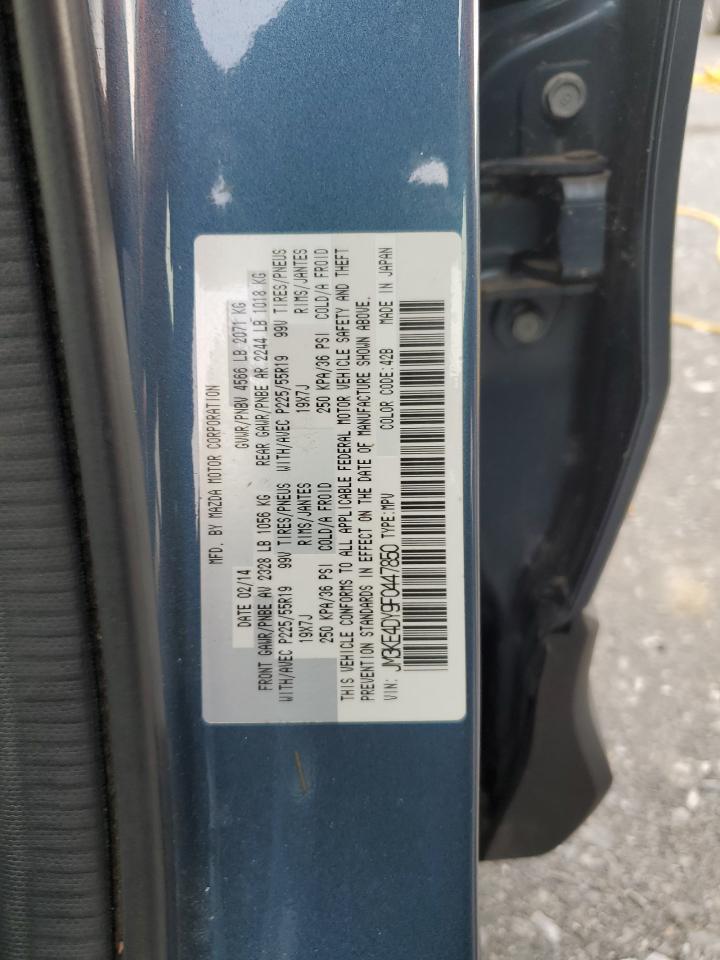 MFD. BY MAZDA MOTOR CORPORATION
DATE 02/14 GVWR/PNBV 4566 LB 2071 KG
FRONT GAWR/PNBE AV 2328 LB 1056 KG REAR GAWR/PNBE AR 2244 LB 1018 KG
WITH/AVEC P225/55R19 99V TIRES/PNEUS WITH/AVEC P225/55R19 99V TIRES/PNEUS
19X7J RIMS/JANTES 19X7J RIMS/JANTES
250 KPA/36 PSI COLD/A FROID 250 KPA/36 PSI COLD/A FROID
THIS VEHICLE CONFORMS TO ALL APPLICABLE FEDERAL MOTOR VEHICLE SAFETY AND THEFT
PREVENTION STANDARDS IN EFFECT ON THE DATE OF MANUFACTURE SHOWN ABOVE.
VIN: JM3KE4DY9F0447850 TYPE:MPV COLOR CODE:42B MADE IN JAPAN